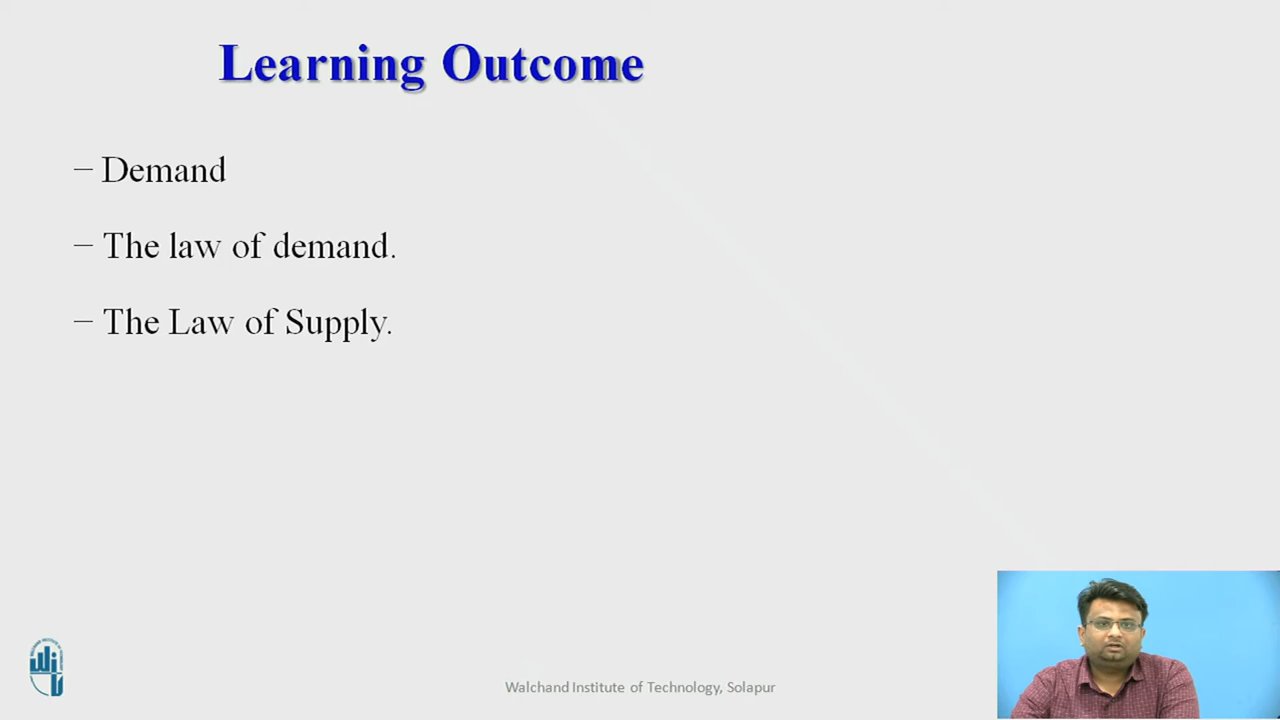 Learning Outcome
– Demand
– The law of demand.
– The Law of Supply.
Walchand Institute of Technology, Solapur